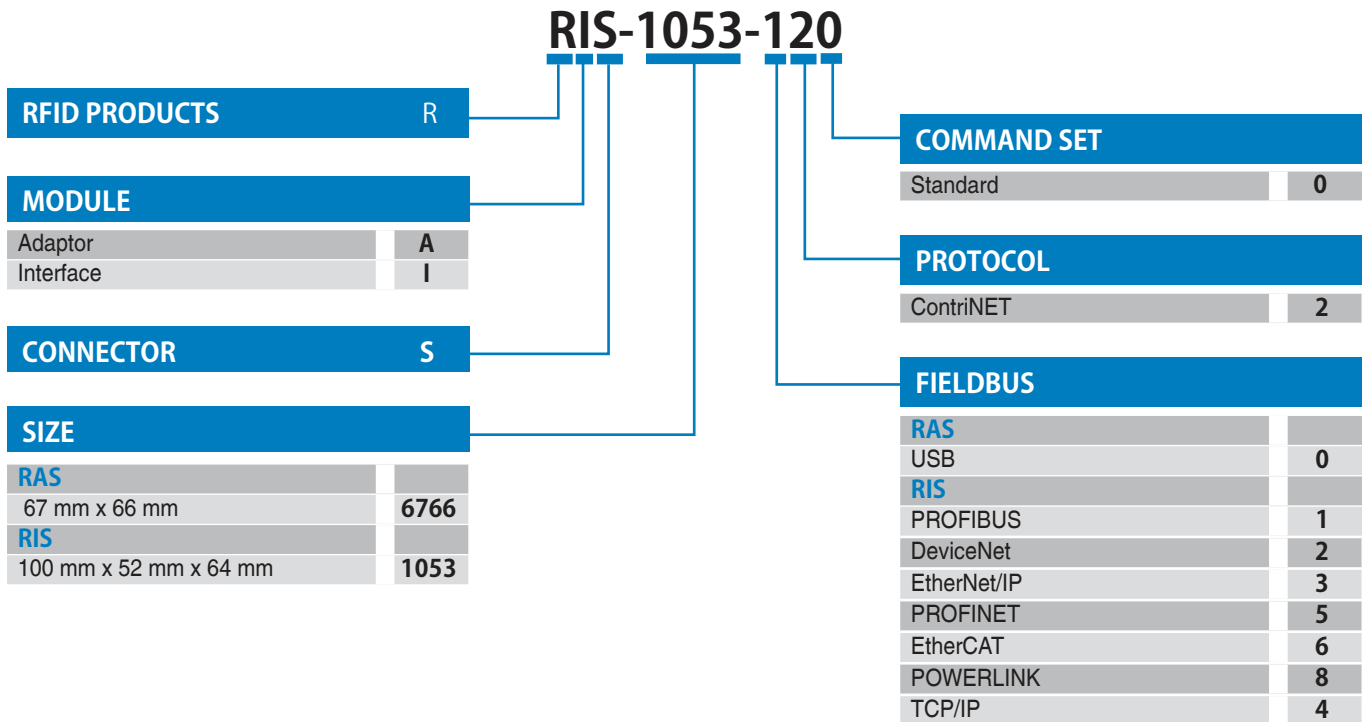 RIS-1053-120
RFID PRODUCTS R
MODULE
Adaptor A
Interface I
CONNECTOR S
SIZE
RAS
67 mm x 66 mm 6766
RIS
100 mm x 52 mm x 64 mm 1053
COMMAND SET
Standard 0
PROTOCOL
ContriNET 2
FIELDBUS
RAS
USB 0
RIS
PROFIBUS 1
DeviceNet 2
EtherNet/IP 3
PROFINET 5
EtherCAT 6
POWERLINK 8
TCP/IP 4